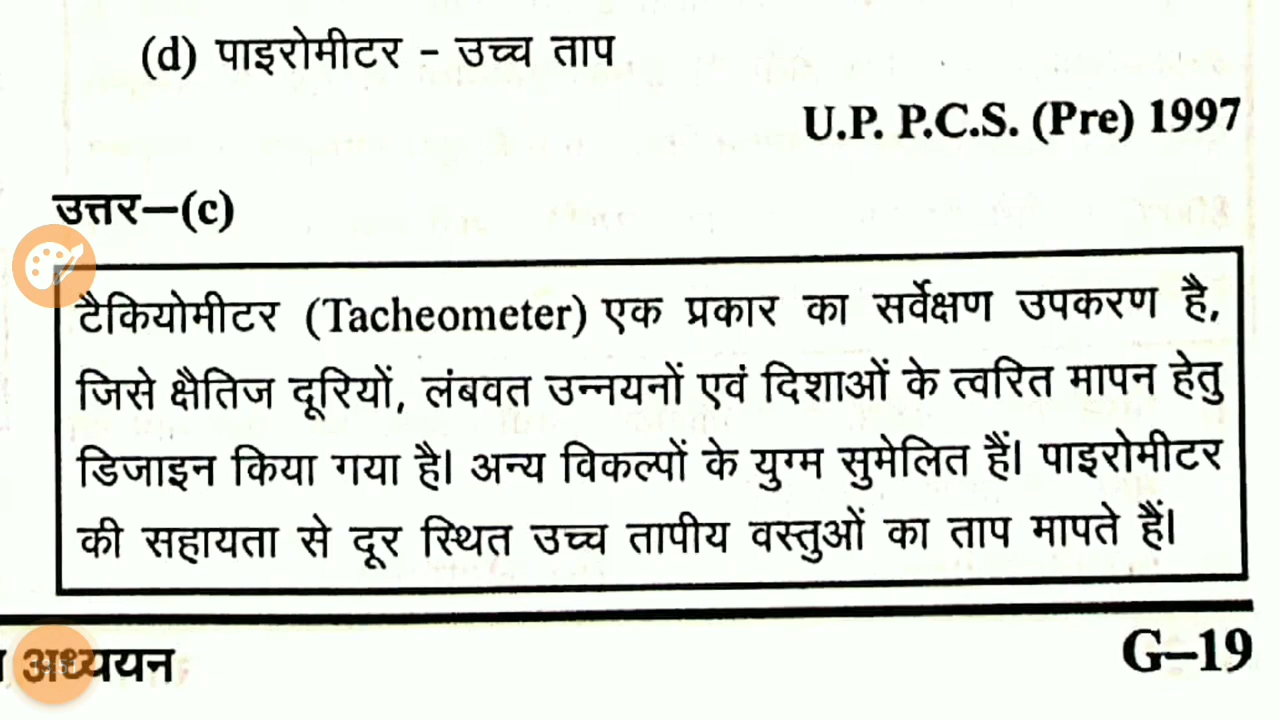 (d) पाइरोमीटर - उच्च ताप
U.P. P.C.S. (Pre) 1997
उत्तर—(c)
टैकियोमीटर (Tacheometer) एक प्रकार का सर्वेक्षण उपकरण है,
जिसे क्षैतिज दूरियों, लंबवत उन्नयनों एवं दिशाओं के त्वरित मापन हेतु
डिजाइन किया गया है। अन्य विकल्पों के युग्म सुमेलित हैं। पाइरोमीटर
की सहायता से दूर स्थित उच्च तापीय वस्तुओं का ताप मापते हैं।
अध्ययन
G–19